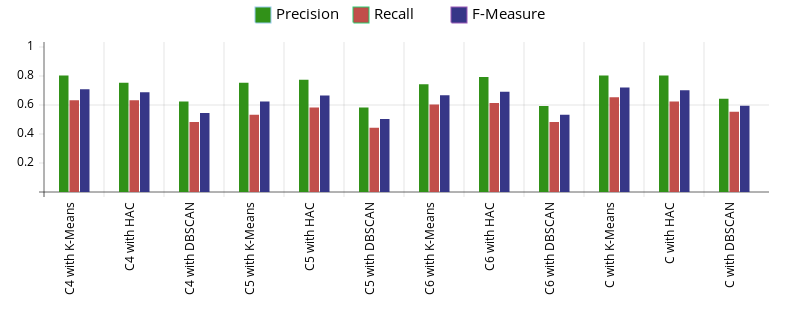 Precision Recall F-Measure
1
0.8
0.6
0.4
0.2
C4 with K-Means
C4 with HAC
C4 with DBSCAN
C5 with K-Means
C5 with HAC
C5 with DBSCAN
C6 with K-Means
C6 with HAC
C6 with DBSCAN
C with K-Means
C with HAC
C with DBSCAN